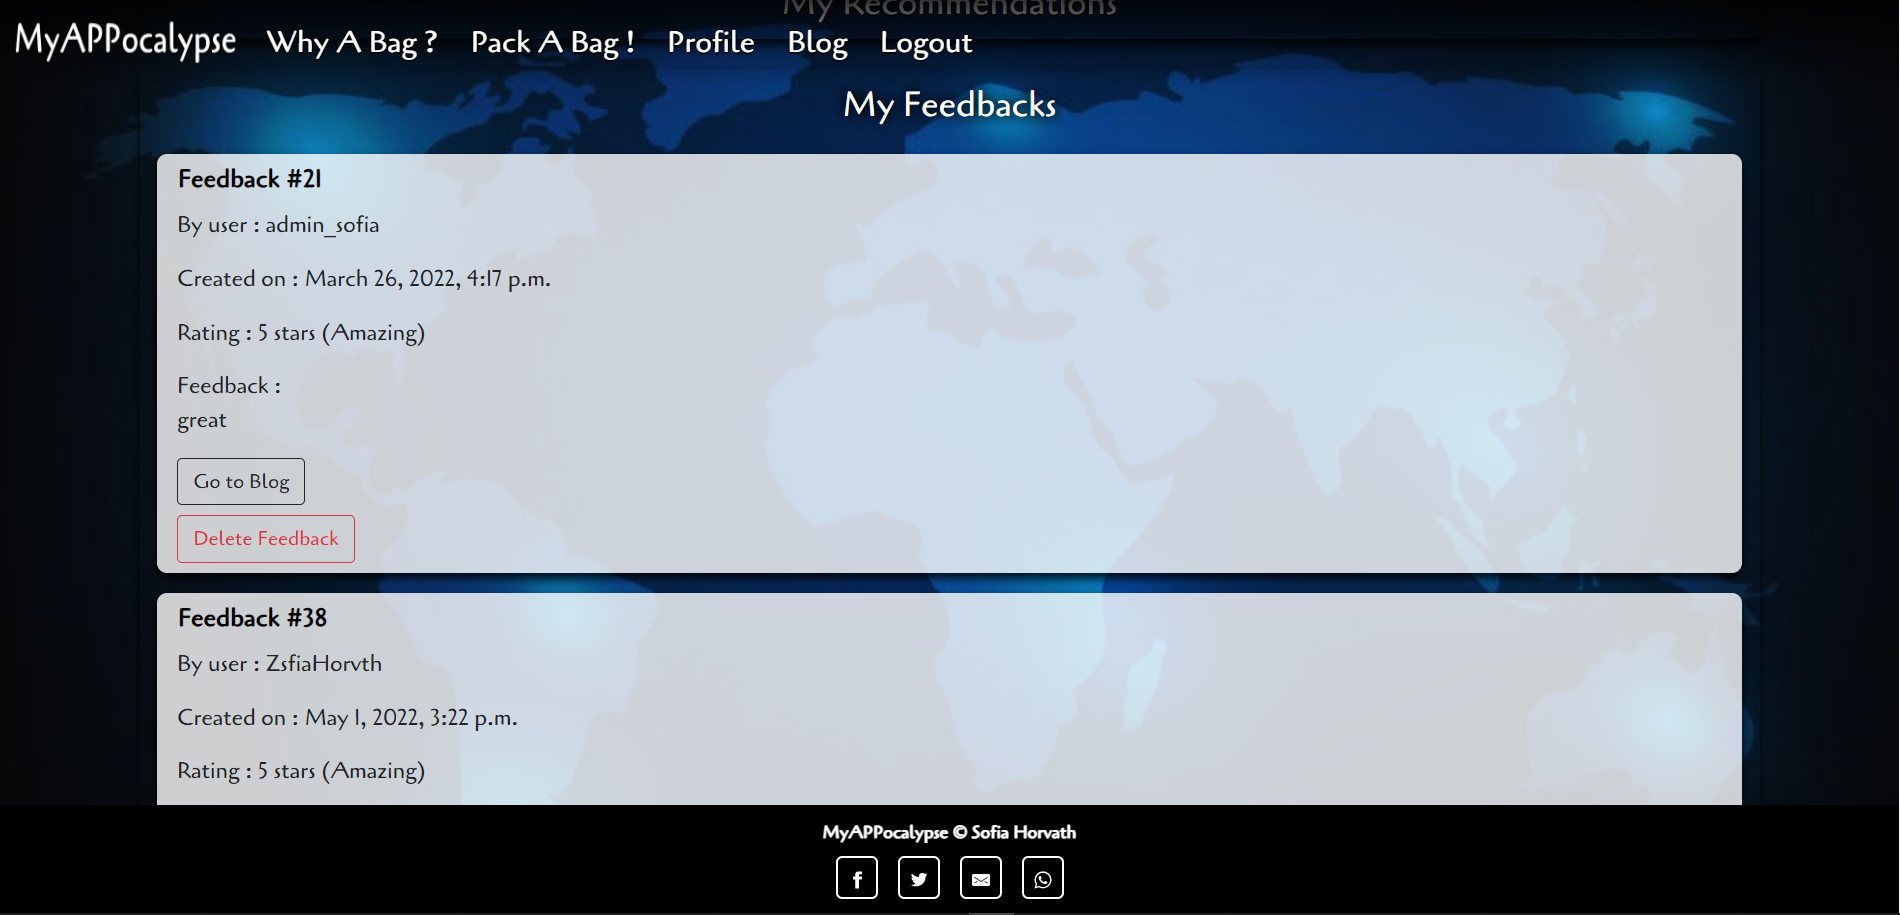 My Recommendations
MyAPPocalypse Why A Bag ? Pack A Bag ! Profile Blog Logout
My Feedbacks
Feedback #21
By user : admin_sofia
Created on : March 26, 2022, 4:17 p.m.
Rating : 5 stars (Amazing)
Feedback :
great
Go to Blog
Delete Feedback
Feedback #38
By user : ZsfiaHorvth
Created on : May 1, 2022, 3:22 p.m.
Rating : 5 stars (Amazing)
MyAPPocalypse © Sofia Horvath